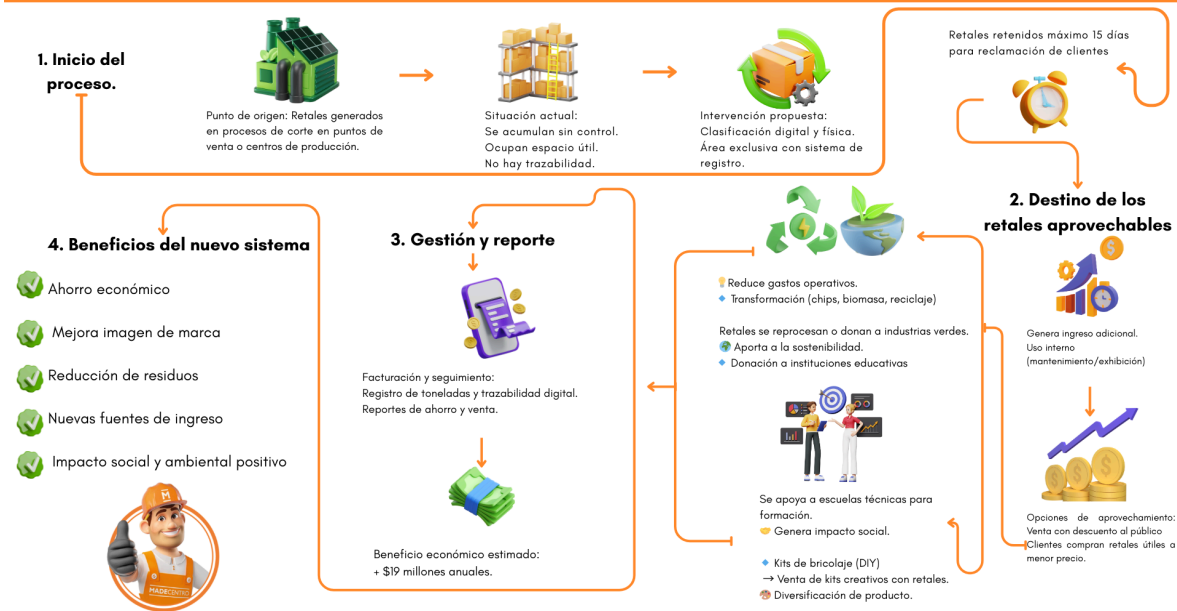 1. Inicio del
proceso.
Punto de origen: Retales generados
en procesos de corte en puntos de
venta o centros de producción.
Situación actual:
Se acumulan sin control.
Ocupan espacio útil.
No hay trazabilidad.
Intervención propuesta:
Clasificación digital y física.
Área exclusiva con sistema de
registro.
Retales retenidos máximo 15 días
para reclamación de clientes
2. Destino de los
retales aprovechables
Genera ingreso adicional.
Uso interno
(mantenimiento/exhibición)
Opciones de aprovechamiento:
Venta con descuento al público
Clientes compran retales útiles a
menor precio.
💡Reduce gastos operativos.
🔹 Transformación (chips, biomasa, reciclaje)
Retales se reprocesan o donan a industrias verdes.
🌍 Aporta a la sostenibilidad.
🔹 Donación a instituciones educativas
Se apoya a escuelas técnicas para
formación.
🤝 Genera impacto social.
🔹 Kits de bricolaje (DIY)
→ Venta de kits creativos con retales.
🎨 Diversificación de producto.
3. Gestión y reporte
Facturación y seguimiento:
Registro de toneladas y trazabilidad digital.
Reportes de ahorro y venta.
Beneficio económico estimado:
+ $19 millones anuales.
4. Beneficios del nuevo sistema
Ahorro económico
Mejora imagen de marca
Reducción de residuos
Nuevas fuentes de ingreso
Impacto social y ambiental positivo
M
MADECENTRO